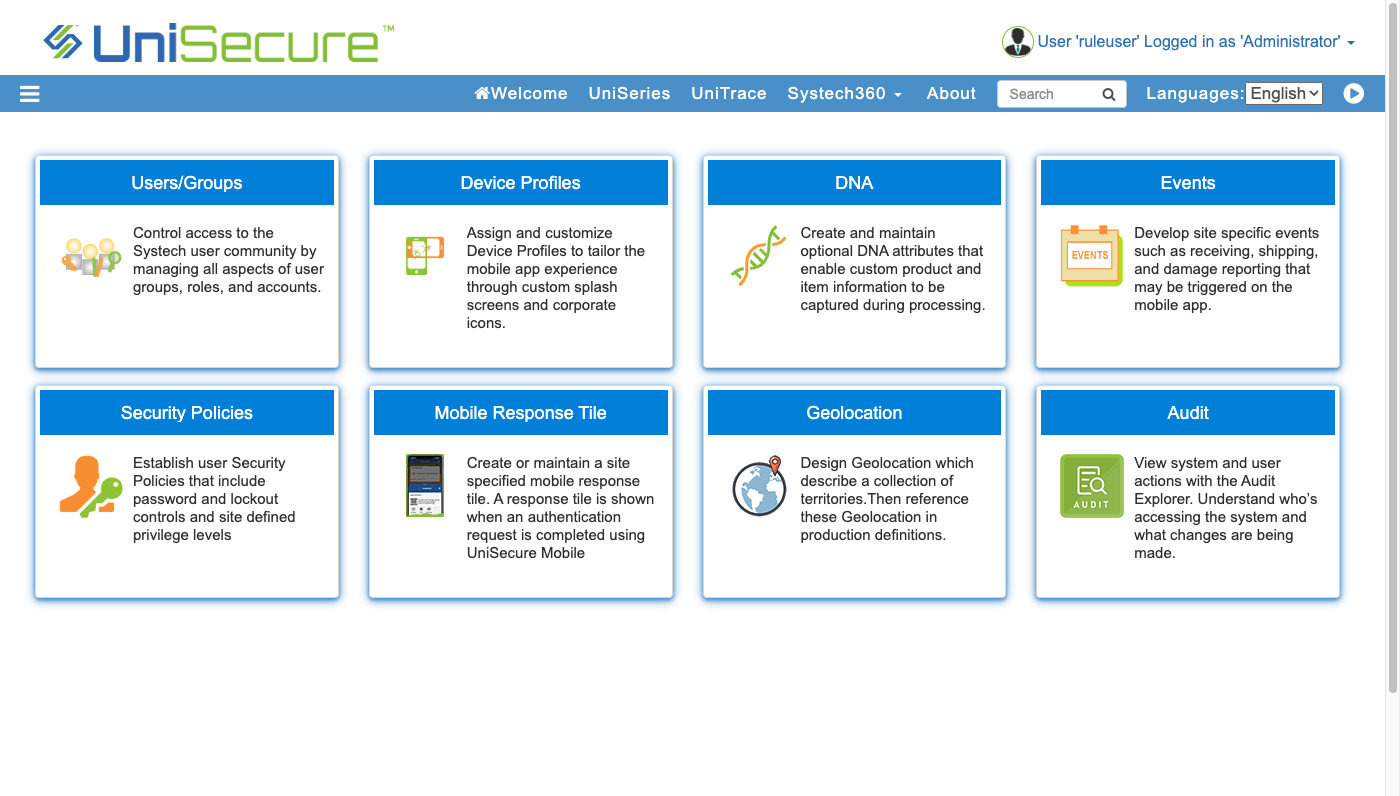 UniSecure™
User 'ruleuser' Logged in as 'Administrator'
Welcome UniSeries UniTrace Systech360 About Search Languages: English
Users/Groups
Control access to the
Systech user community by
managing all aspects of user
groups, roles, and accounts.
Device Profiles
Assign and customize
Device Profiles to tailor the
mobile app experience
through custom splash
screens and corporate
icons.
DNA
Create and maintain
optional DNA attributes that
enable custom product and
item information to be
captured during processing.
Events
EVENTS
Develop site specific events
such as receiving, shipping,
and damage reporting that
may be triggered on the
mobile app.
Security Policies
Establish user Security
Policies that include
password and lockout
controls and site defined
privilege levels
Mobile Response Tile
Create or maintain a site
specified mobile response
tile. A response tile is shown
when an authentication
request is completed using
UniSecure Mobile
Geolocation
Design Geolocation which
describe a collection of
territories.Then reference
these Geolocation in
production definitions.
Audit
AUDIT
View system and user
actions with the Audit
Explorer. Understand who's
accessing the system and
what changes are being
made.